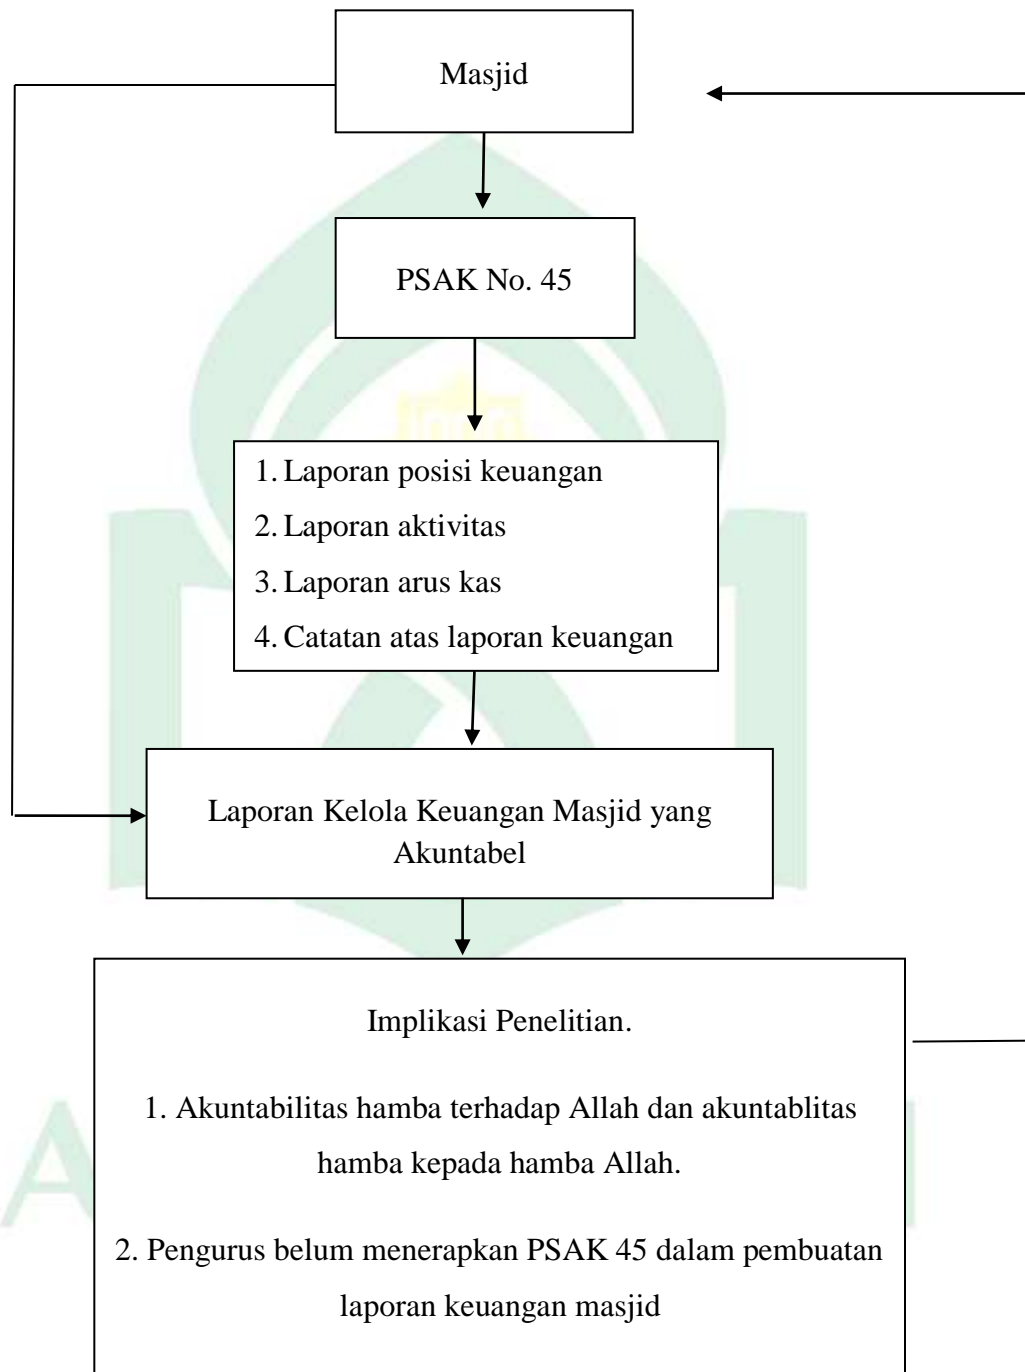 Masjid
PSAK No. 45
1. Laporan posisi keuangan
2. Laporan aktivitas
3. Laporan arus kas
4. Catatan atas laporan keuangan
Laporan Kelola Keuangan Masjid yang
Akuntabel
Implikasi Penelitian.
1. Akuntabilitas hamba terhadap Allah dan akuntablitas
hamba kepada hamba Allah.
2. Pengurus belum menerapkan PSAK 45 dalam pembuatan
laporan keuangan masjid